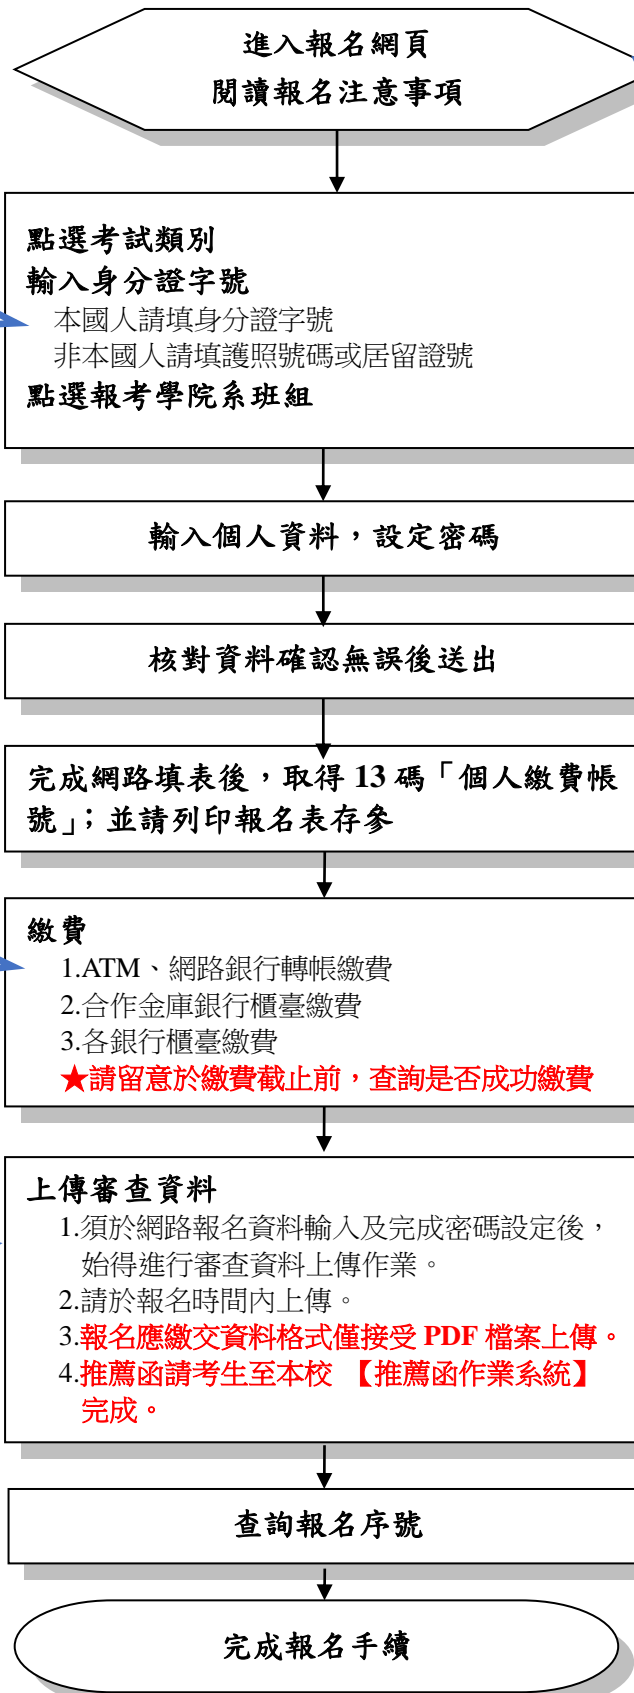 進入報名網頁
閱讀報名注意事項
點選考試類別
輸入身分證字號
本國人請填身分證字號
非本國人請填護照號碼或居留證號
點選報考學院系班組
輸入個人資料，設定密碼
核對資料確認無誤後送出
完成網路填表後，取得 13 碼「個人繳費帳
號」；並請列印報名表存參
繳費
1.ATM、網路銀行轉帳繳費
2.合作金庫銀行櫃臺繳費
3.各銀行櫃臺繳費
★請留意於繳費截止前，查詢是否成功繳費
上傳審查資料
1.須於網路報名資料輸入及完成密碼設定後，
始得進行審查資料上傳作業。
2.請於報名時間內上傳。
3.報名應繳交資料格式僅接受 PDF 檔案上傳。
4.推薦函請考生至本校 【推薦函作業系統】
完成。
查詢報名序號
完成報名手續